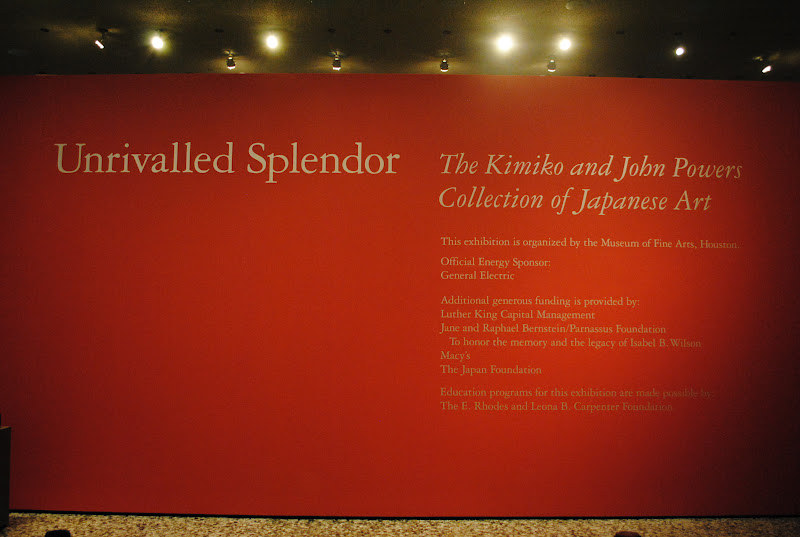 Unrivalled Splendor
The Kimiko and John Powers
Collection of Japanese Art
This exhibition is organized by the Museum of Fine Arts, Houston.
Official Energy Sponsor:
General Electric
Additional generous funding is provided by:
Luther King Capital Management
Jane and Raphael Bernstein/Parnassus Foundation
To honor the memory and the legacy of Isabel B. Wilson
Macy's
The Japan Foundation
Education programs for this exhibition are made possibly by:
The E. Rhodes and Leona B. Carpenter Foundation.